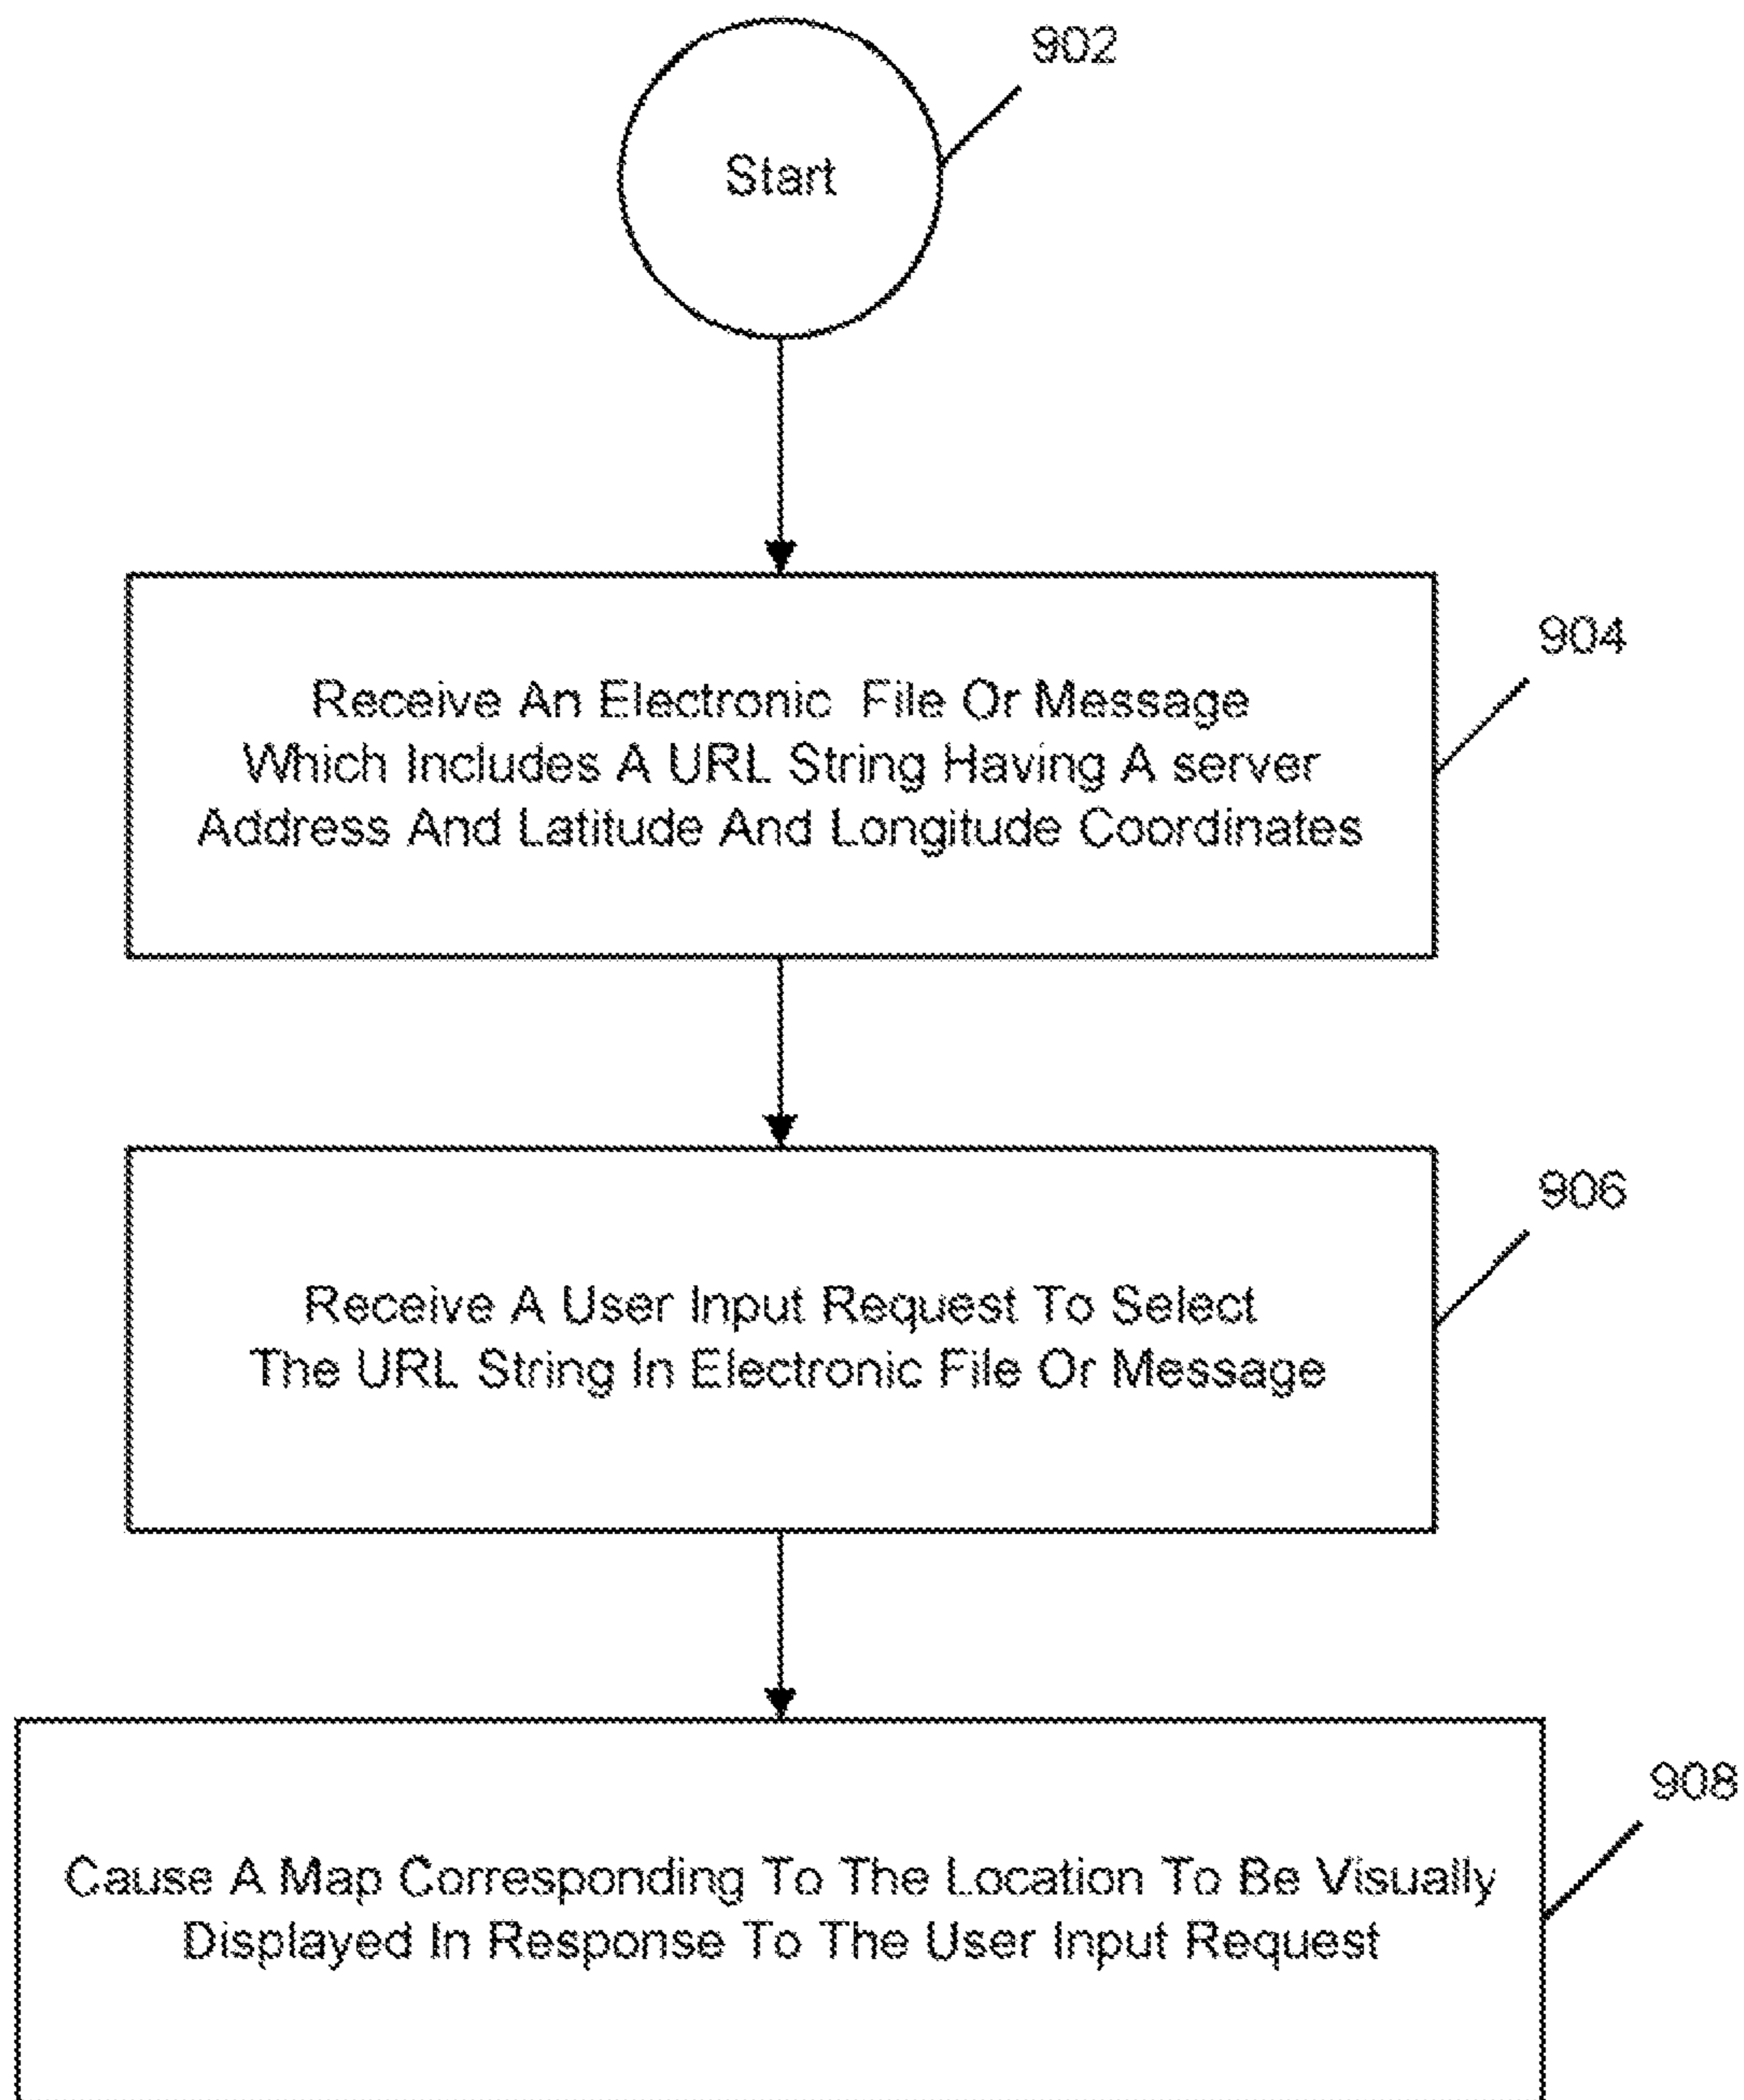 902
Start
904
Receive An Electronic File Or Message
Which Includes A URL String Having A server
Address And Latitude And Longitude Coordinates
906
Receive A User Input Request To Select
The URL String In Electronic File Or Message
908
Cause A Map Corresponding To The Location To Be Visually
Displayed In Response To The User Input Request